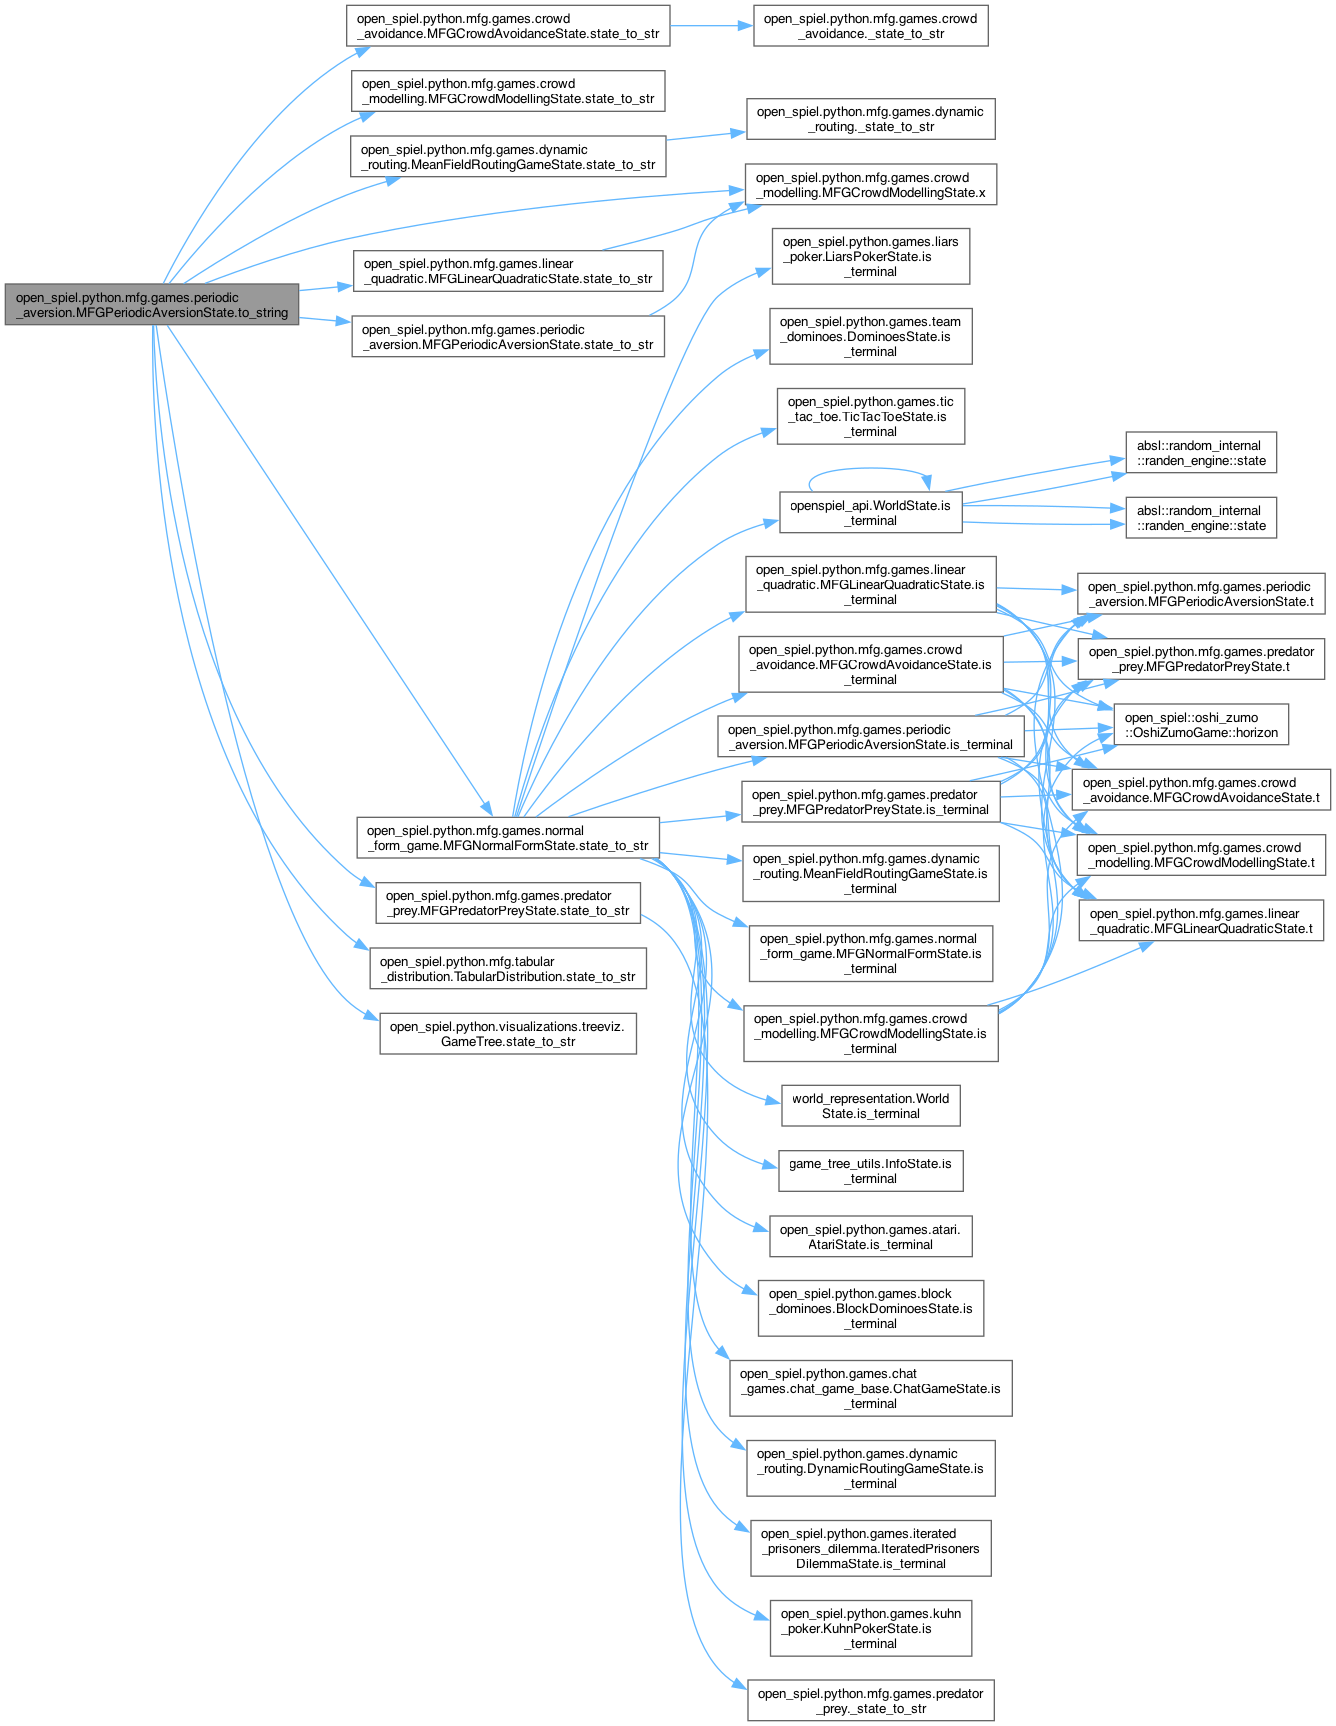 open_spiel.python.mfg.games.periodic
_aversion.MFGPeriodicAversionState.to_string
open_spiel.python.mfg.games.crowd
_avoidance.MFGCrowdAvoidanceState.state_to_str
open_spiel.python.mfg.games.crowd
_modelling.MFGCrowdModellingState.state_to_str
open_spiel.python.mfg.games.dynamic
_routing.MeanFieldRoutingGameState.state_to_str
open_spiel.python.mfg.games.linear
_quadratic.MFGLinearQuadraticState.state_to_str
open_spiel.python.mfg.games.periodic
_aversion.MFGPeriodicAversionState.state_to_str
open_spiel.python.mfg.games.normal
_form_game.MFGNormalFormState.state_to_str
open_spiel.python.mfg.games.predator
_prey.MFGPredatorPreyState.state_to_str
open_spiel.python.mfg.tabular
_distribution.TabularDistribution.state_to_str
open_spiel.python.visualizations.treeviz.
GameTree.state_to_str
open_spiel.python.mfg.games.crowd
_avoidance._state_to_str
open_spiel.python.mfg.games.dynamic
_routing._state_to_str
open_spiel.python.mfg.games.crowd
_modelling.MFGCrowdModellingState.x
open_spiel.python.games.liars
_poker.LiarsPokerState.is
_terminal
open_spiel.python.games.team
_dominoes.DominoesState.is
_terminal
open_spiel.python.games.tic
_tac_toe.TicTacToeState.is
_terminal
openspiel_api.WorldState.is
_terminal
open_spiel.python.mfg.games.linear
_quadratic.MFGLinearQuadraticState.is
_terminal
open_spiel.python.mfg.games.crowd
_avoidance.MFGCrowdAvoidanceState.is
_terminal
open_spiel.python.mfg.games.periodic
_aversion.MFGPeriodicAversionState.is_terminal
open_spiel.python.mfg.games.predator
_prey.MFGPredatorPreyState.is_terminal
open_spiel.python.mfg.games.dynamic
_routing.MeanFieldRoutingGameState.is
_terminal
open_spiel.python.mfg.games.normal
_form_game.MFGNormalFormState.is
_terminal
open_spiel.python.mfg.games.crowd
_modelling.MFGCrowdModellingState.is
_terminal
world_representation.World
State.is_terminal
game_tree_utils.InfoState.is
_terminal
open_spiel.python.games.atari.
AtariState.is_terminal
open_spiel.python.games.block
_dominoes.BlockDominoesState.is
_terminal
open_spiel.python.games.chat
_games.chat_game_base.ChatGameState.is
_terminal
open_spiel.python.games.dynamic
_routing.DynamicRoutingGameState.is
_terminal
open_spiel.python.games.iterated
_prisoners_dilemma.IteratedPrisoners
DilemmaState.is_terminal
open_spiel.python.games.kuhn
_poker.KuhnPokerState.is
_terminal
open_spiel.python.mfg.games.predator
_prey._state_to_str
absl::random_internal
::randen_engine::state
absl::random_internal
::randen_engine::state
open_spiel.python.mfg.games.periodic
_aversion.MFGPeriodicAversionState.t
open_spiel.python.mfg.games.predator
_prey.MFGPredatorPreyState.t
open_spiel::oshi_zumo
::OshiZumoGame::horizon
open_spiel.python.mfg.games.crowd
_avoidance.MFGCrowdAvoidanceState.t
open_spiel.python.mfg.games.crowd
_modelling.MFGCrowdModellingState.t
open_spiel.python.mfg.games.linear
_quadratic.MFGLinearQuadraticState.t